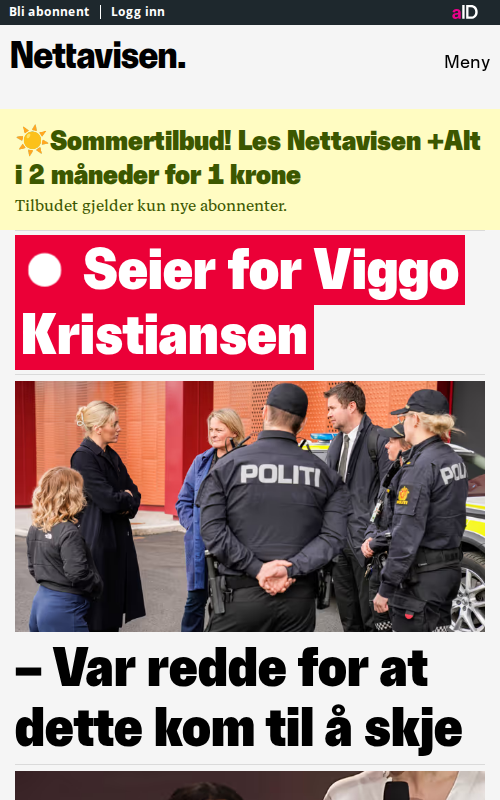 Bli abonnent | Logg inn
aID
Nettavisen.
Meny
☀️Sommertilbud! Les Nettavisen +Alt
i 2 måneder for 1 krone
Tilbudet gjelder kun nye abonnenter.
Seier for Viggo
Kristiansen
POLITI
– Var redde for at
dette kom til å skje